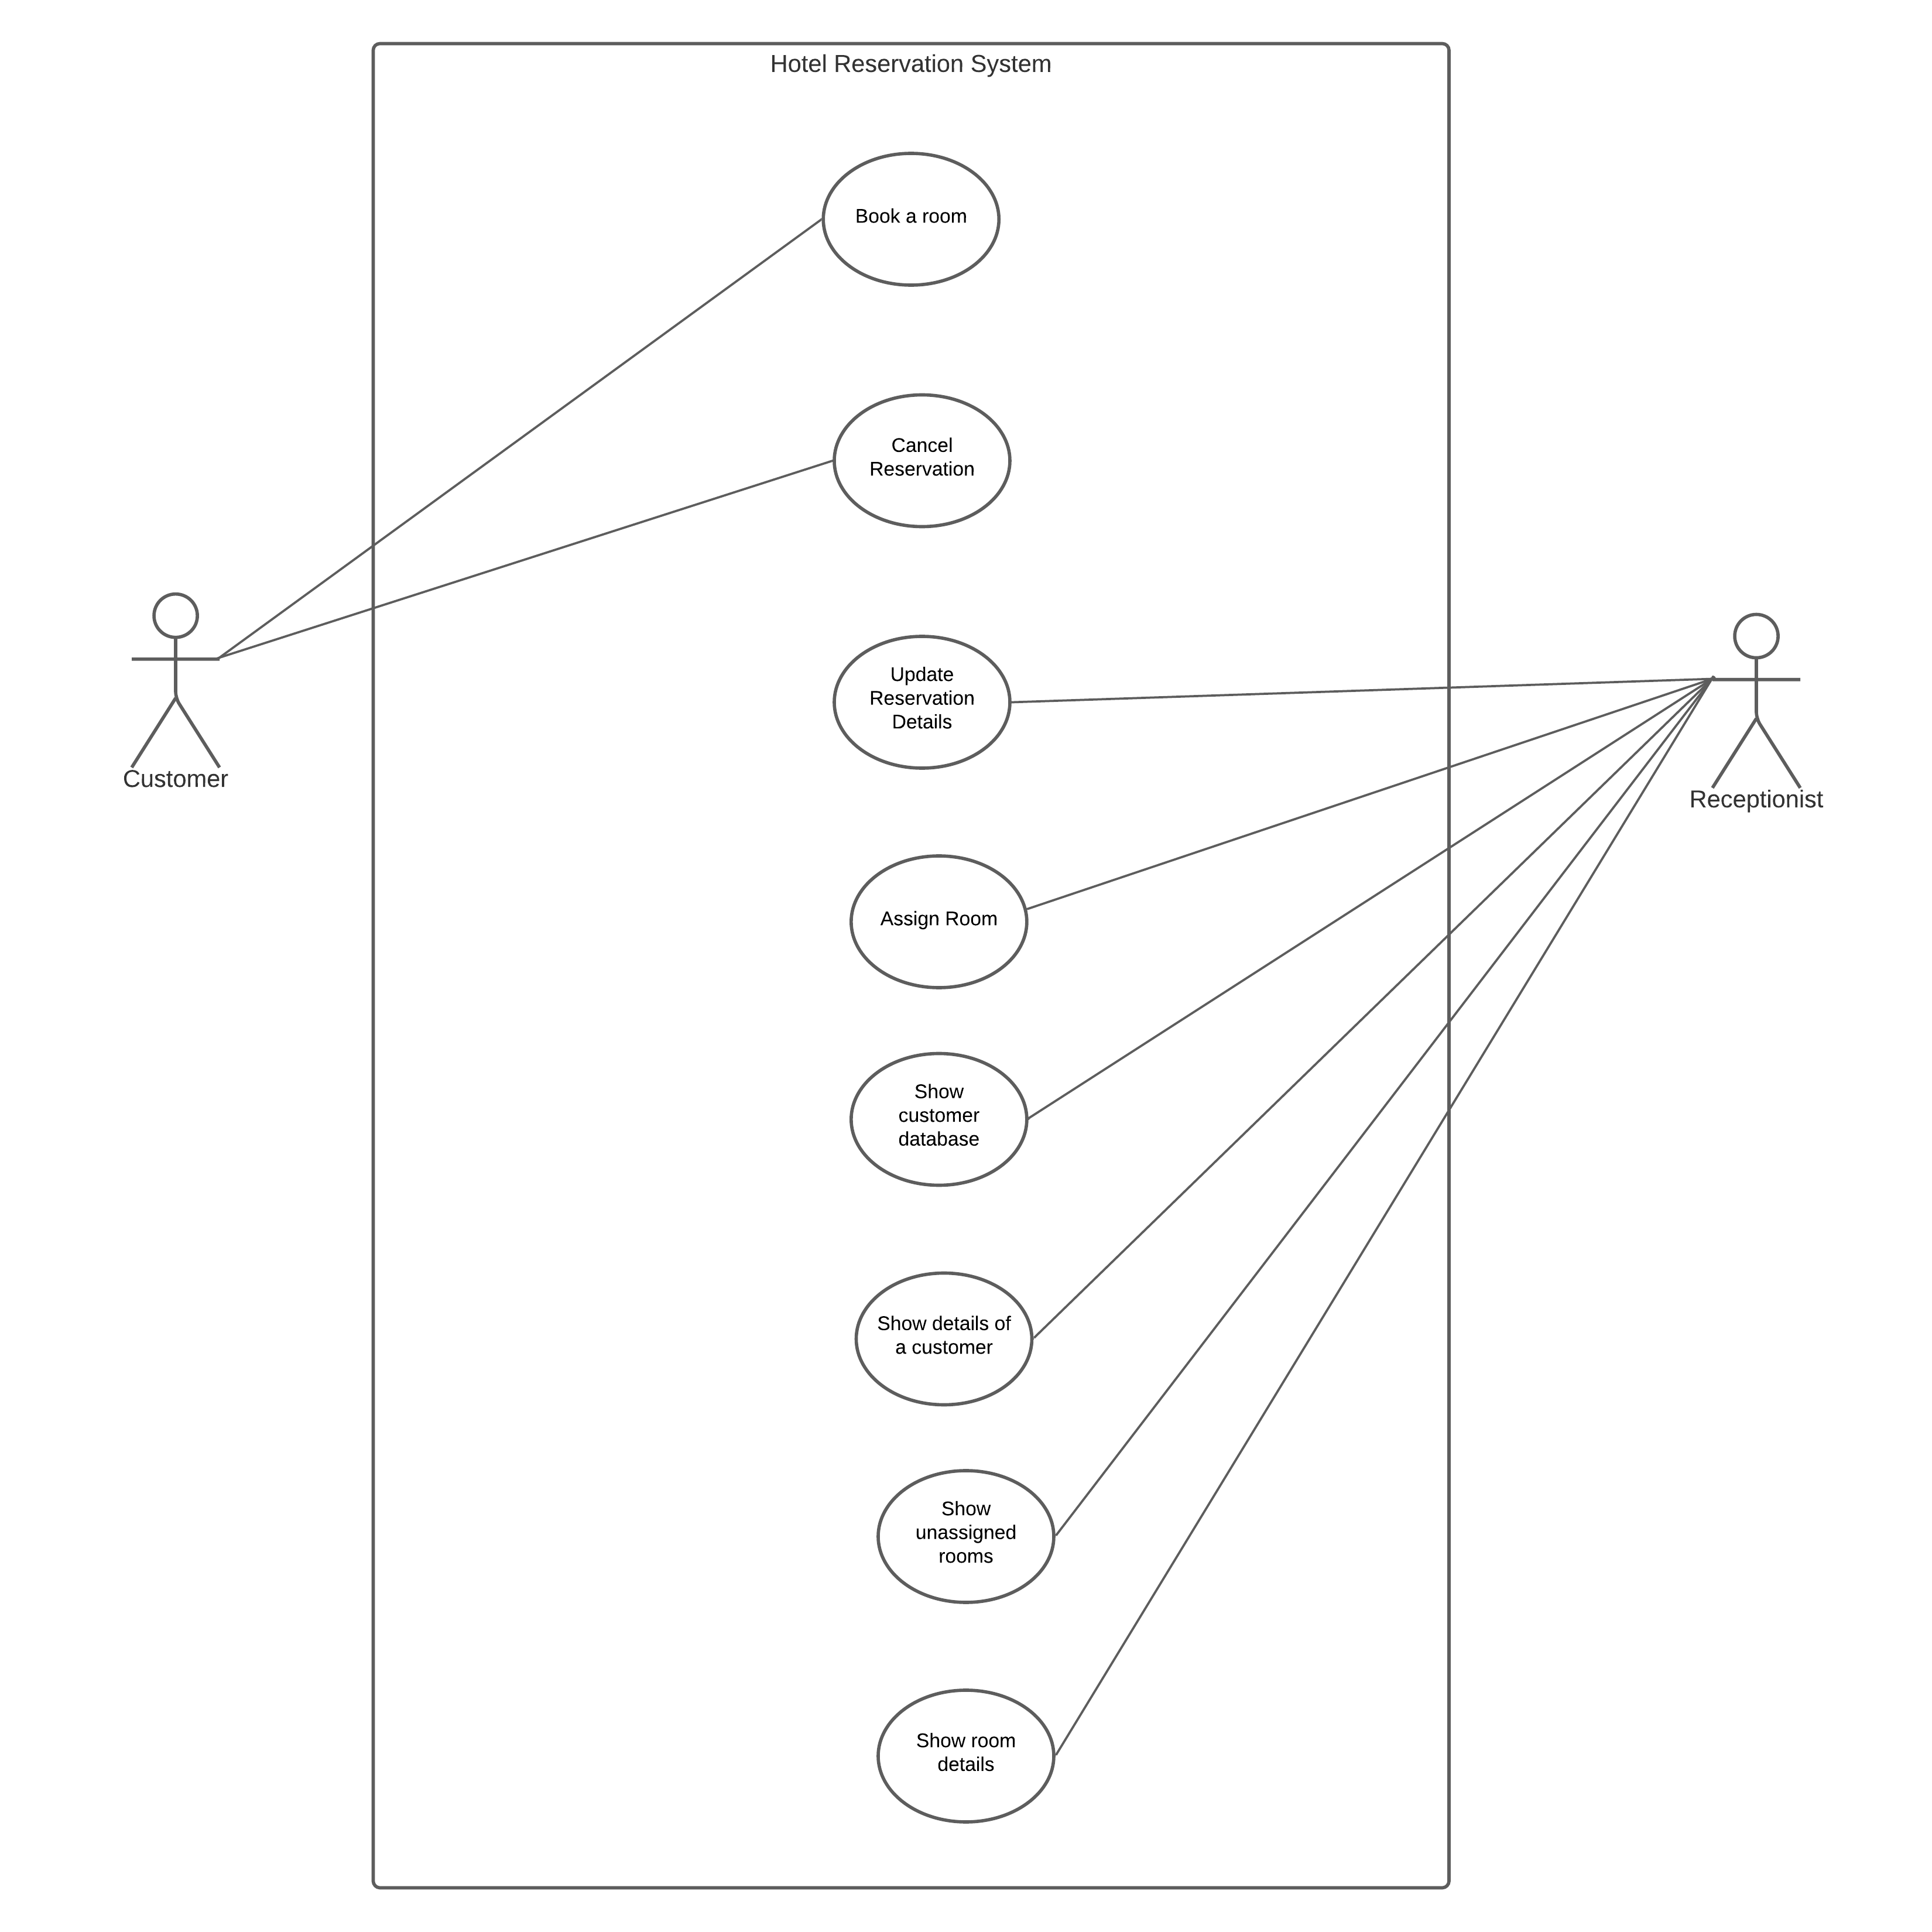 Hotel Reservation System
Book a room
Cancel
Reservation
Update
Reservation
Details
Customer
Receptionist
Assign Room
Show
customer
database
Show details of
a customer
Show
unassigned
rooms
Show room
details